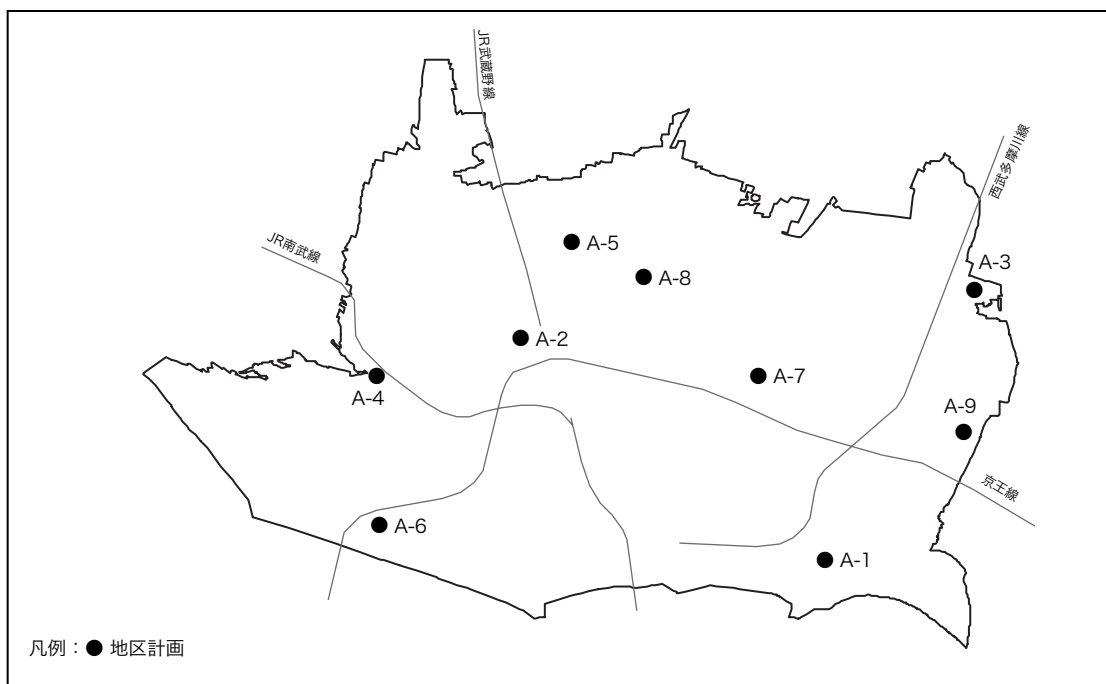 JR武蔵野線
西武多摩川線
JR南武線
A-5
A-8
A-3
A-2
A-4
A-7
A-9
京王線
A-6
A-1
凡例：● 地区計画